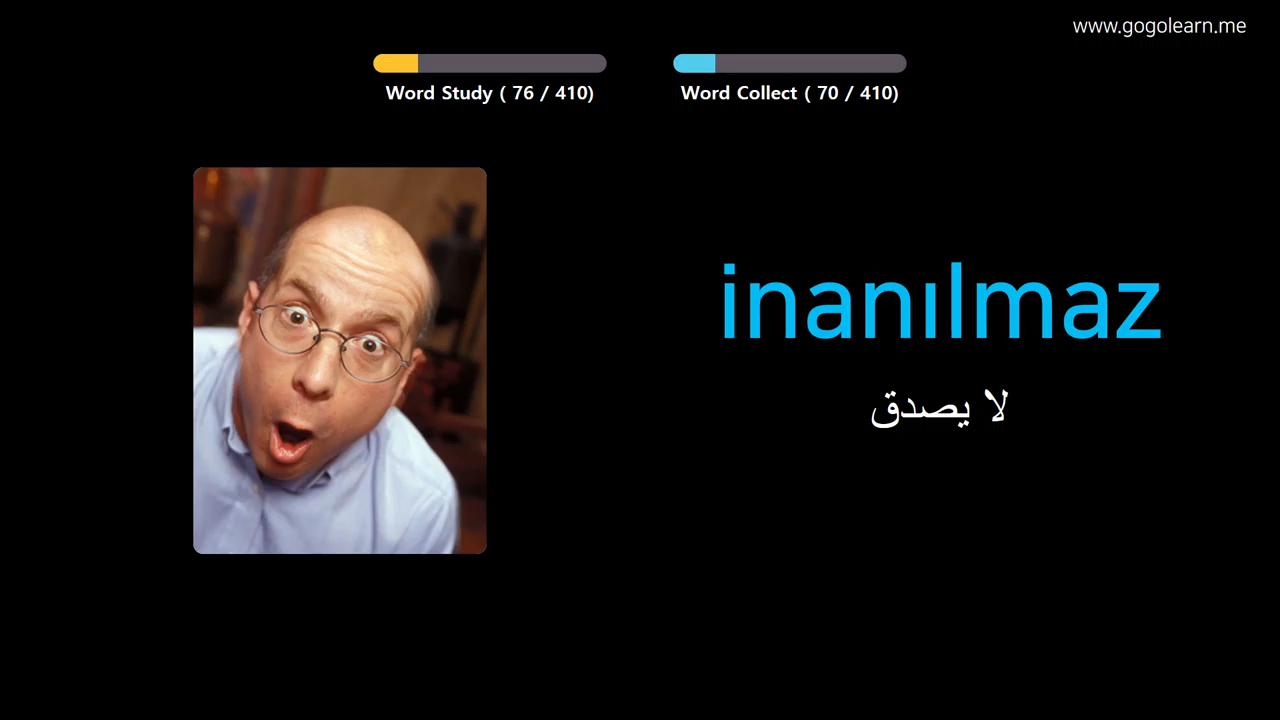 www.gogolearn.me
Word Study ( 76 / 410)
Word Collect ( 70 / 410)
inanılmaz
لا يصدق